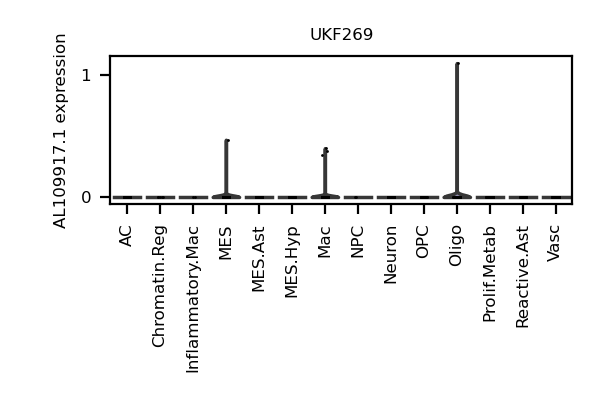 UKF269
AL109917.1 expression
1
0
AC
Chromatin.Reg
Inflammatory.Mac
MES
MES.Ast
MES.Hyp
Mac
NPC
Neuron
OPC
Oligo
Prolif.Metab
Reactive.Ast
Vasc